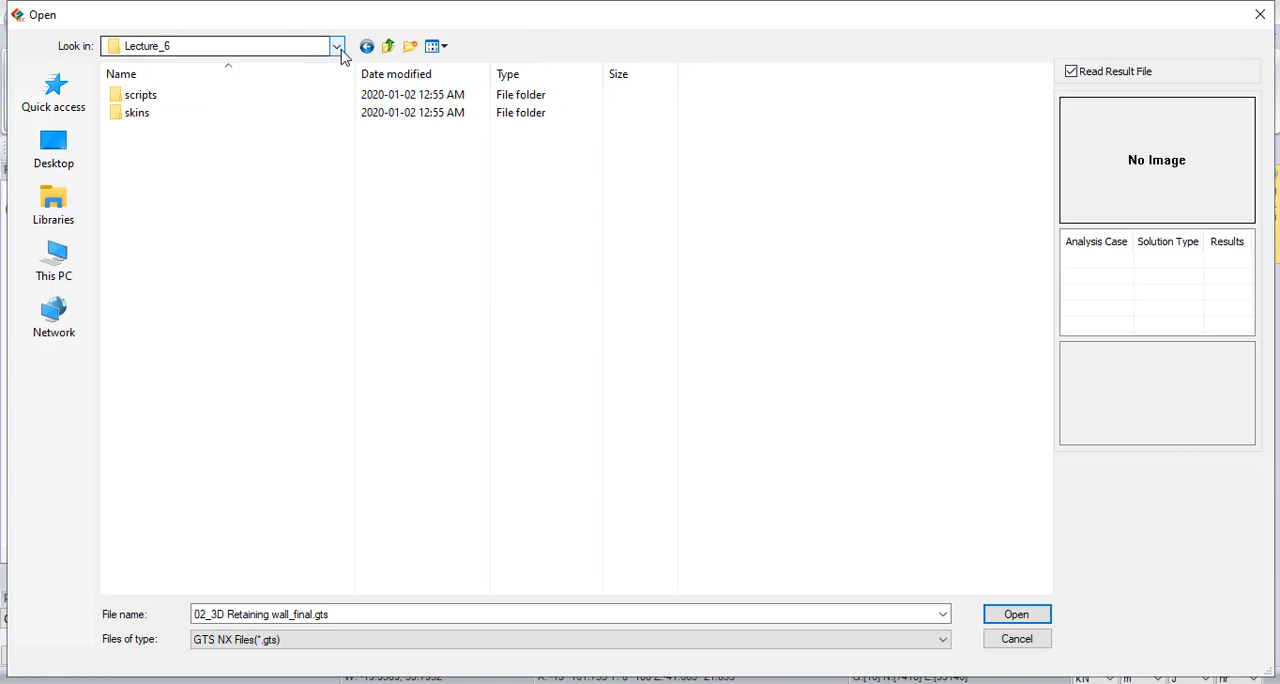 Open
Look in:
Lecture_6
Name
Date modified
Type
Size
scripts
2020-01-02 12:55 AM
File folder
skins
2020-01-02 12:55 AM
File folder
Quick access
Desktop
Libraries
This PC
Network
Read Result File
No Image
Analysis Case
Solution Type
Results
File name:
02_3D Retaining wall_final.gts
Open
Files of type:
GTS NX Files(*.gts)
Cancel